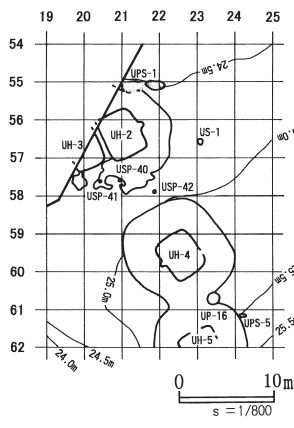 19 20 21 22 23 24 25
54
UPS-1
24.5m
55
56
UH-2
US-1
UH-3
57
USP-40
USP-42
58
USP-41
59
UH-4
60
25.0m
61
UP-16
UPS-5
25.5
62
UH-5
24.0m
24.5m
0 10m
s = 1/800